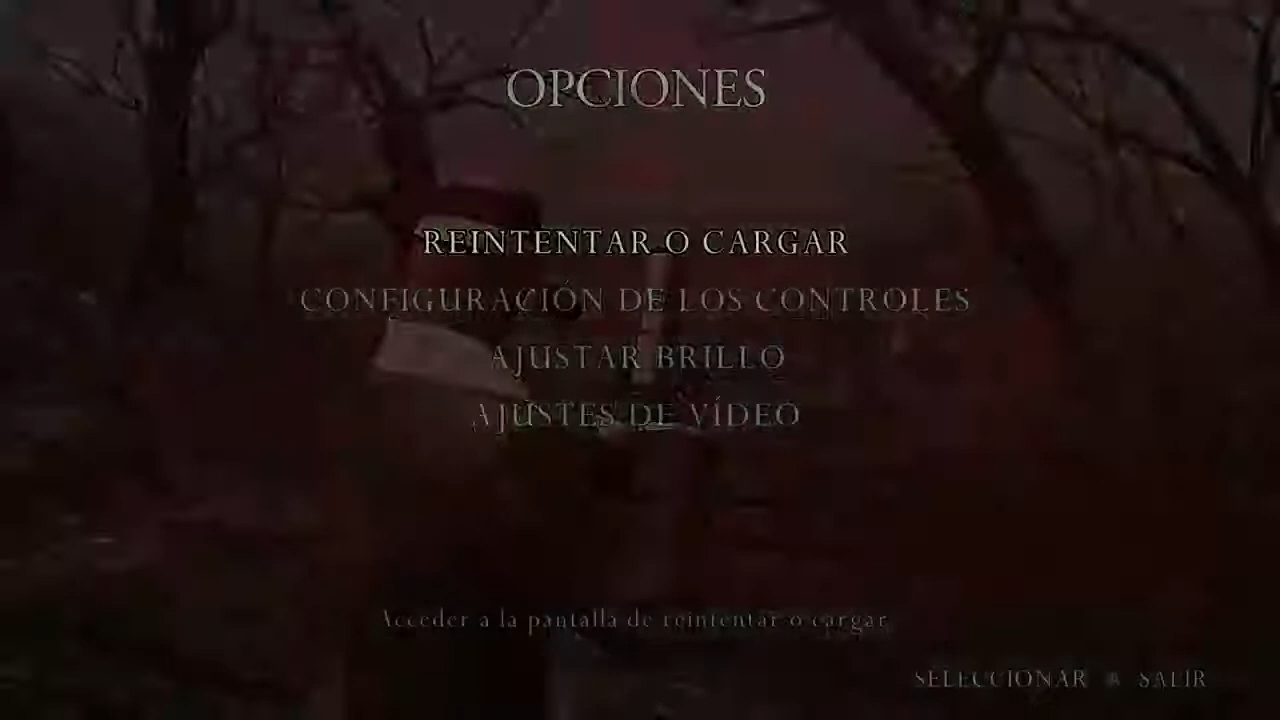 OPCIONES
REINTENTAR O CARGAR
CONFIGURACIÓN DE LOS CONTROLES
AJUSTAR BRILLO
AJUSTES DE VÍDEO
Acceder a la pantalla de reintentar o cargar
SELECCIONAR SALIR